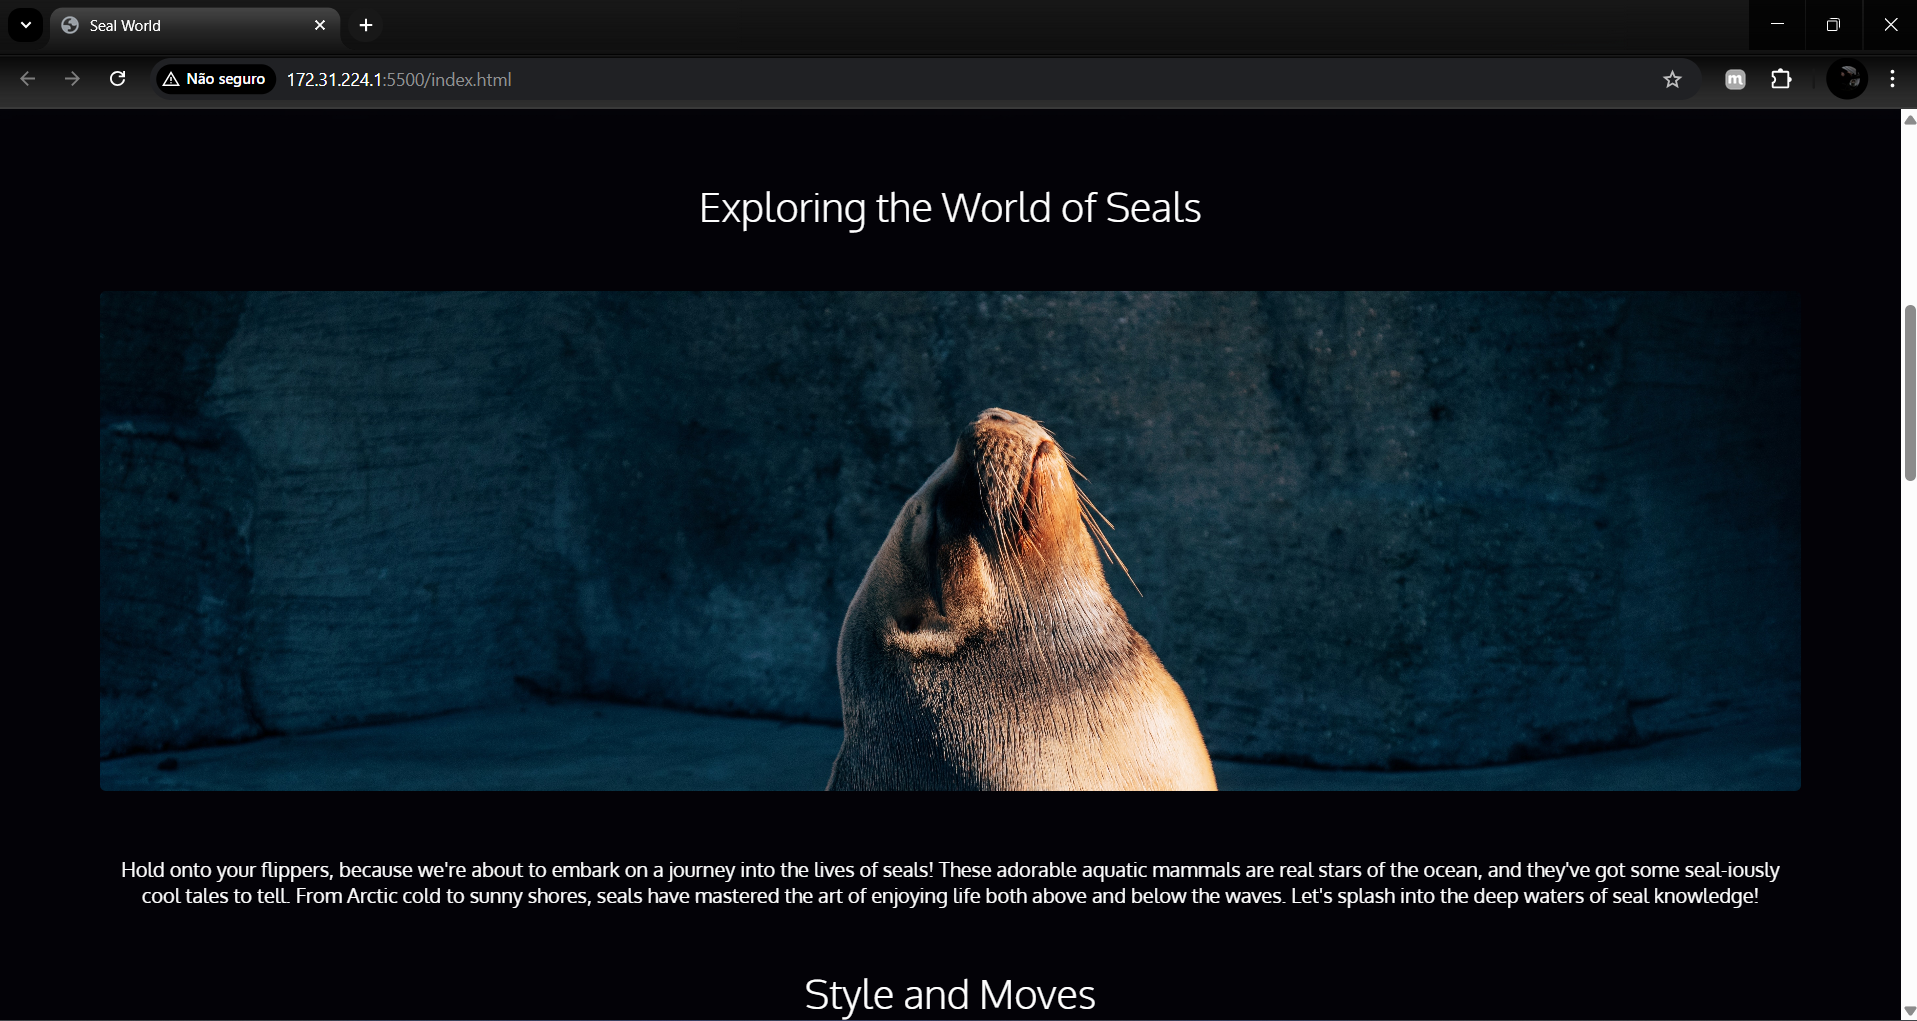 Seal World
Não seguro
172.31.224.1:5500/index.html
m
Exploring the World of Seals
Hold onto your flippers, because we're about to embark on a journey into the lives of seals! These adorable aquatic mammals are real stars of the ocean, and they've got some seal-iously
cool tales to tell. From Arctic cold to sunny shores, seals have mastered the art of enjoying life both above and below the waves. Let's splash into the deep waters of seal knowledge!
Style and Moves